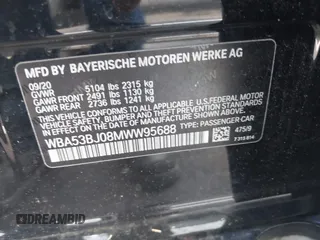 MFD BY BAYERISCHE MOTOREN WERKE AG
09/20
GVWR 5104 lbs 2315 kg
GAWR FRONT 2491 lbs 1130 kg
GAWR REAR 2736 lbs 1241 kg
THIS VEHICLE CONFORMS TO ALL APPLICABLE FEDERAL MOTOR VEHICLE SAFETY, BUMPER, AND THEFT PREVENTION STANDARDS IN EFFECT ON THE DATE OF MANUFACTURE SHOWN ABOVE.
WBA53BJ08MWW95688
TYPE: PASSENGER-CAR
475/9
DREAMBID